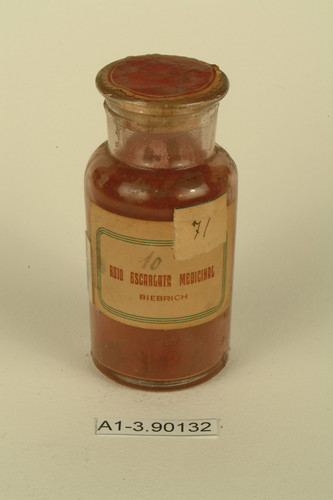 71
10
ROJO ESCARLATA MEDICINAL
BIEBRICH
A1-3.90132